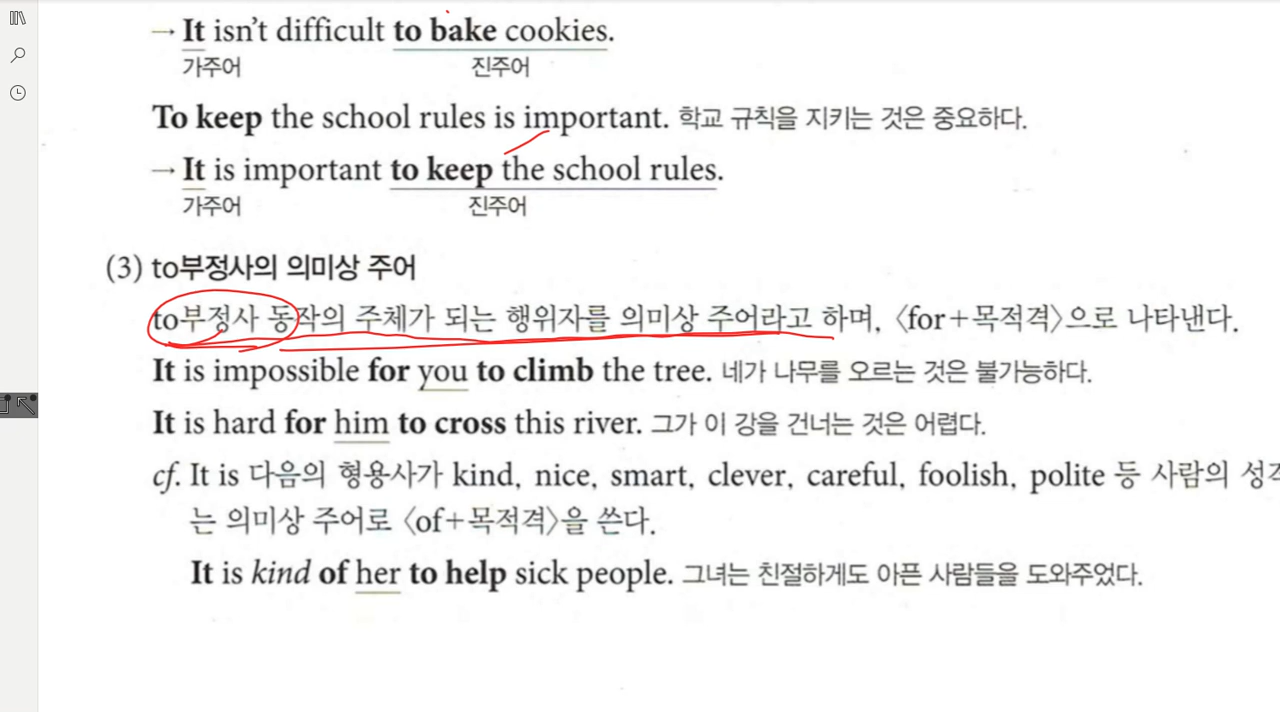 → It isn't difficult to bake cookies.
가주어 진주어
To keep the school rules is important. 학교 규칙을 지키는 것은 중요하다.
→ It is important to keep the school rules.
가주어 진주어
(3) to부정사의 의미상 주어
to부정사 동작의 주체가 되는 행위자를 의미상 주어라고 하며, 〈for+목적격〉으로 나타낸다.
It is impossible for you to climb the tree. 네가 나무를 오르는 것은 불가능하다.
It is hard for him to cross this river. 그가 이 강을 건너는 것은 어렵다.
cf. It is 다음의 형용사가 kind, nice, smart, clever, careful, foolish, polite 등 사람의
는 의미상 주어로 〈of+목적격〉을 쓴다.
It is kind of her to help sick people. 그녀는 친절하게도 아픈 사람들을 도와주었다.